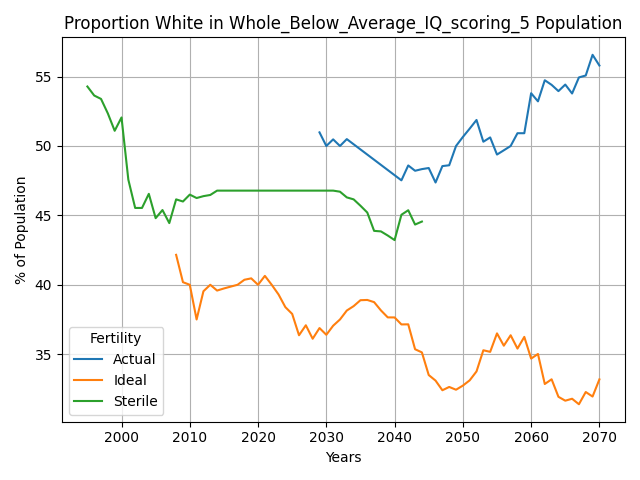 Proportion White in Whole_Below_Average_IQ_scoring_5 Population
% of Population
55
50
45
40
35
Fertility
Actual
Ideal
Sterile
2000 2010 2020 2030 2040 2050 2060 2070
Years